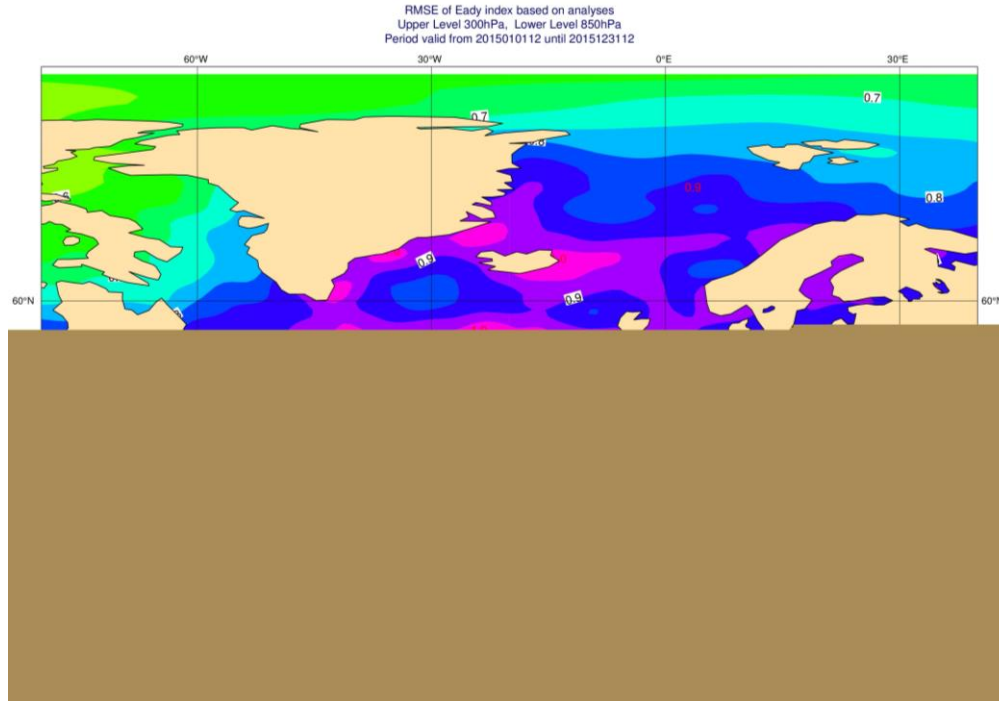 RMSE of Eady index based on analyses
Upper Level 300hPa, Lower Level 850hPa
Period valid from 2015010112 until 2015123112
60°W 30°W 0°E 30°E
0.7
0.7
0.9
0.8
0.9
0.9
60°N